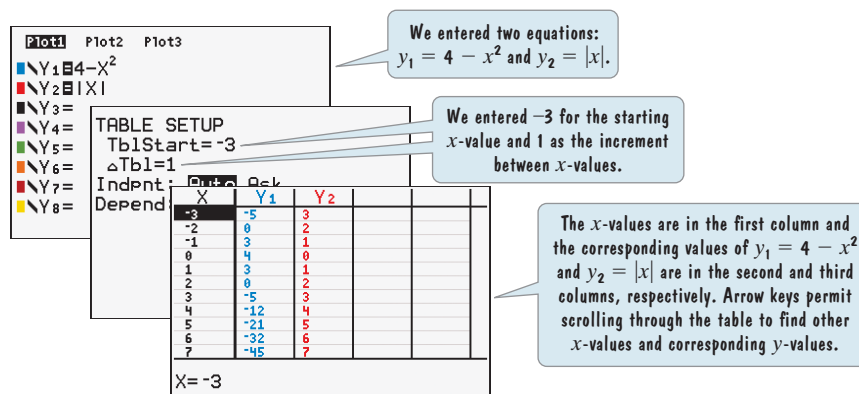 Plot1 Plot2 Plot3
\Y1=4-X²
\Y2=|X|
\Y3=
\Y4=
\Y5=
\Y6=
\Y7=
\Y8=
We entered two equations:
y₁ = 4 − x² and y₂ = |x|.
TABLE SETUP
TblStart=-3
△Tbl=1
Indpnt: Auto Ask
Depend:
We entered −3 for the starting
x-value and 1 as the increment
between x-values.
X Y1 Y2
-3 -5 3
-2 0 2
-1 3 1
0 4 0
1 3 1
2 0 2
3 -5 3
4 -12 4
5 -21 5
6 -32 6
7 -45 7
X=-3
The x-values are in the first column and
the corresponding values of y₁ = 4 − x²
and y₂ = |x| are in the second and third
columns, respectively. Arrow keys permit
scrolling through the table to find other
x-values and corresponding y-values.